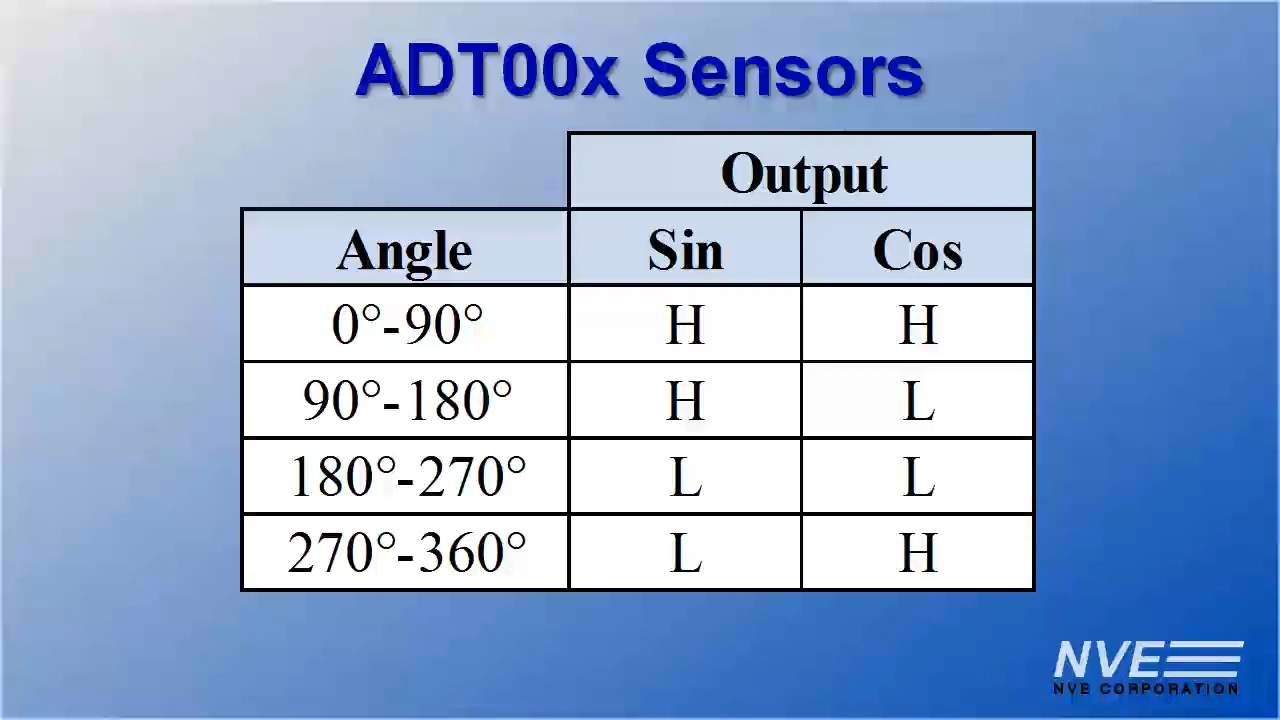 ADT00x Sensors
Output
Angle Sin Cos
0°-90° H H
90°-180° H L
180°-270° L L
270°-360° L H
NVE
NVE CORPORATION